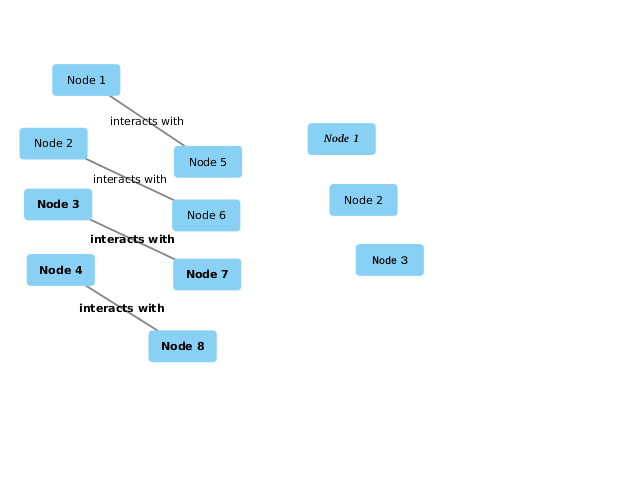 Node 1
interacts with
Node 5
Node 2
interacts with
Node 6
Node 3
interacts with
Node 7
Node 4
interacts with
Node 8
Node 1
Node 2
Node 3